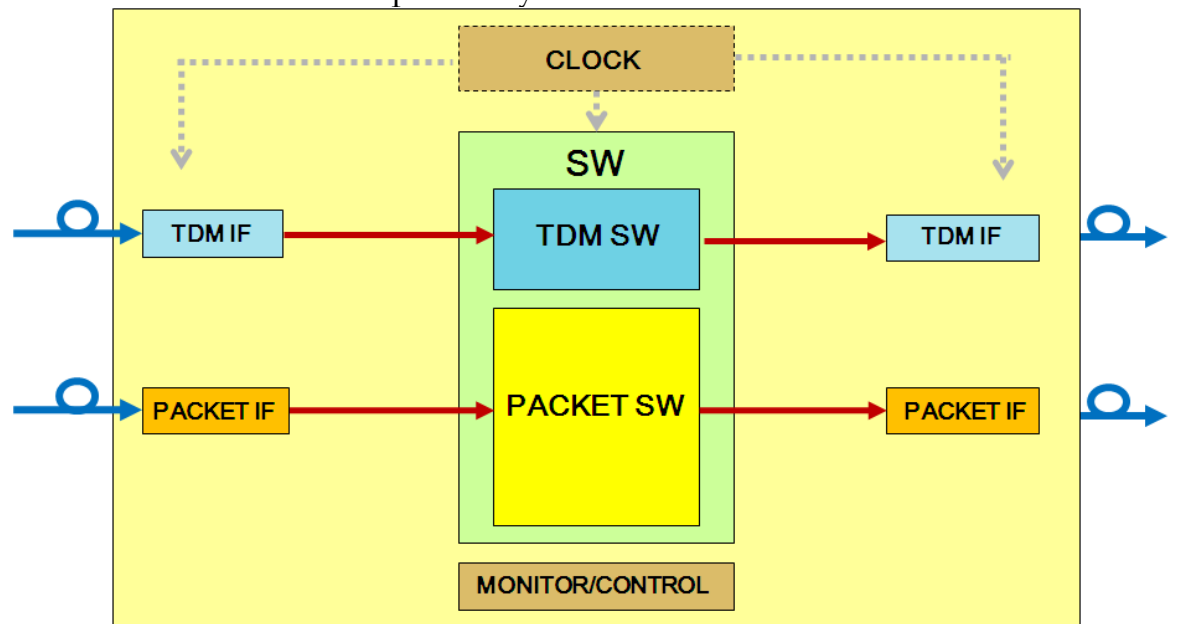 CLOCK
SW
TDM IF
TDM SW
TDM IF
PACKET IF
PACKET SW
PACKET IF
MONITOR/CONTROL